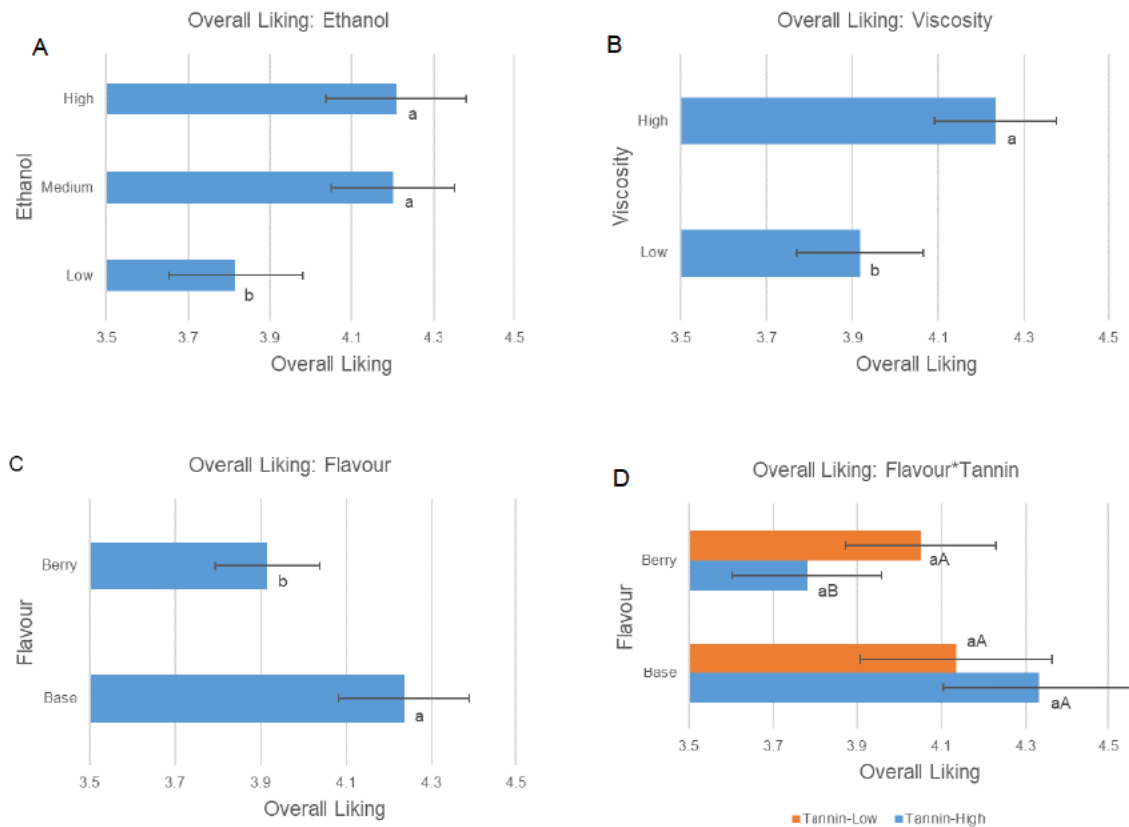 A
Overall Liking: Ethanol
Ethanol
High
a
Medium
a
Low
b
3.5 3.7 3.9 4.1 4.3 4.5
Overall Liking
B
Overall Liking: Viscosity
Viscosity
High
a
Low
b
3.5 3.7 3.9 4.1 4.3 4.5
Overall Liking
C
Overall Liking: Flavour
Flavour
Berry
b
Base
a
3.5 3.7 3.9 4.1 4.3 4.5
Overall Liking
D
Overall Liking: Flavour*Tannin
Flavour
Berry
aA
aB
Base
aA
aA
3.5 3.7 3.9 4.1 4.3 4.5
Overall Liking
Tannin-Low Tannin-High